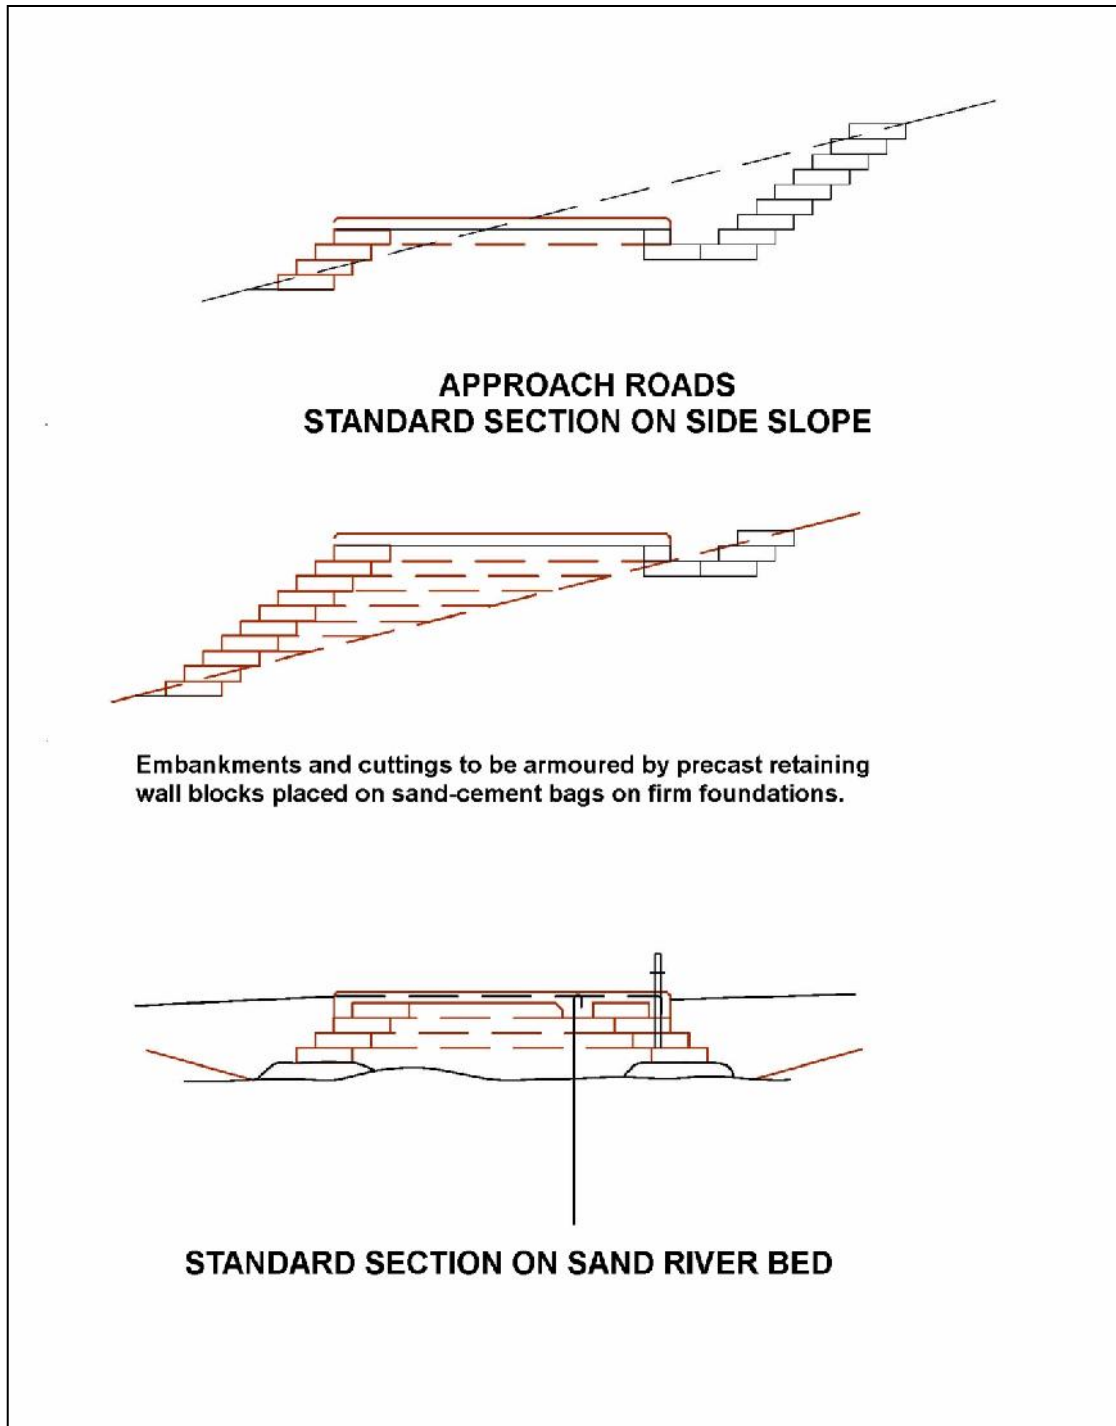 APPROACH ROADS
STANDARD SECTION ON SIDE SLOPE
Embankments and cuttings to be armoured by precast retaining
wall blocks placed on sand-cement bags on firm foundations.
STANDARD SECTION ON SAND RIVER BED